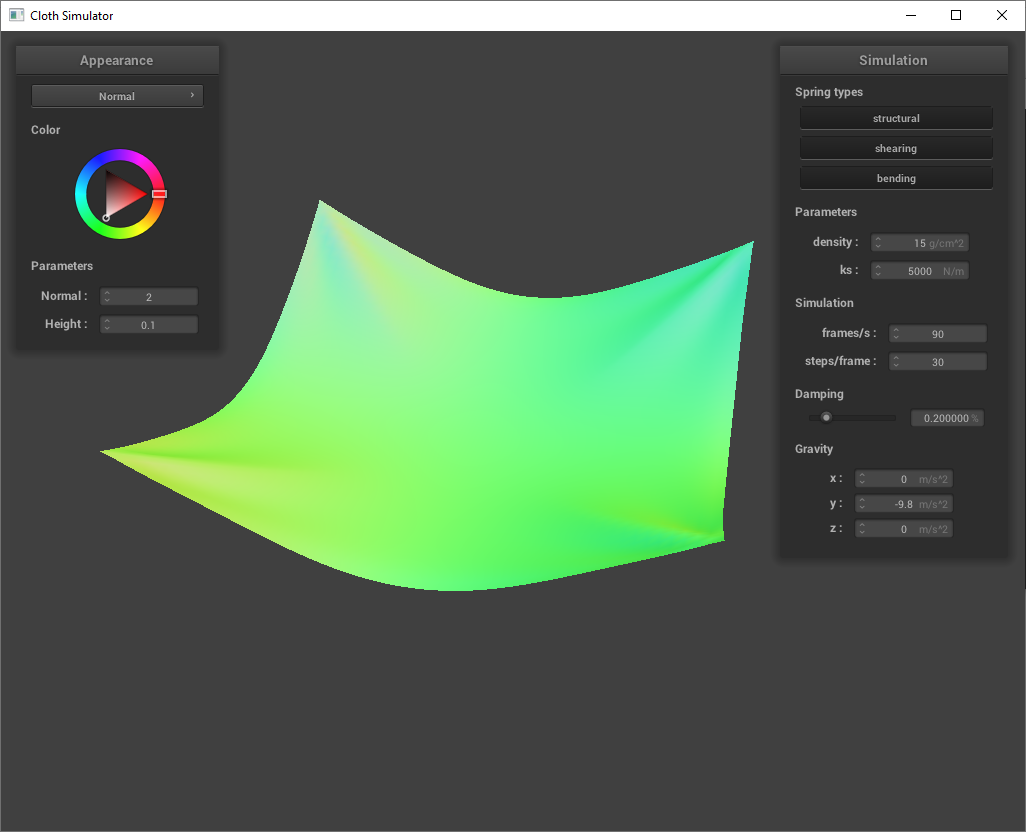 Cloth Simulator
Appearance
Normal
Color
Parameters
Normal : 2
Height : 0.1
Simulation
Spring types
structural
shearing
bending
Parameters
density : 15 g/cm^2
ks : 5000 N/m
Simulation
frames/s : 90
steps/frame : 30
Damping
0.200000 %
Gravity
x : 0 m/s^2
y : -9.8 m/s^2
z : 0 m/s^2